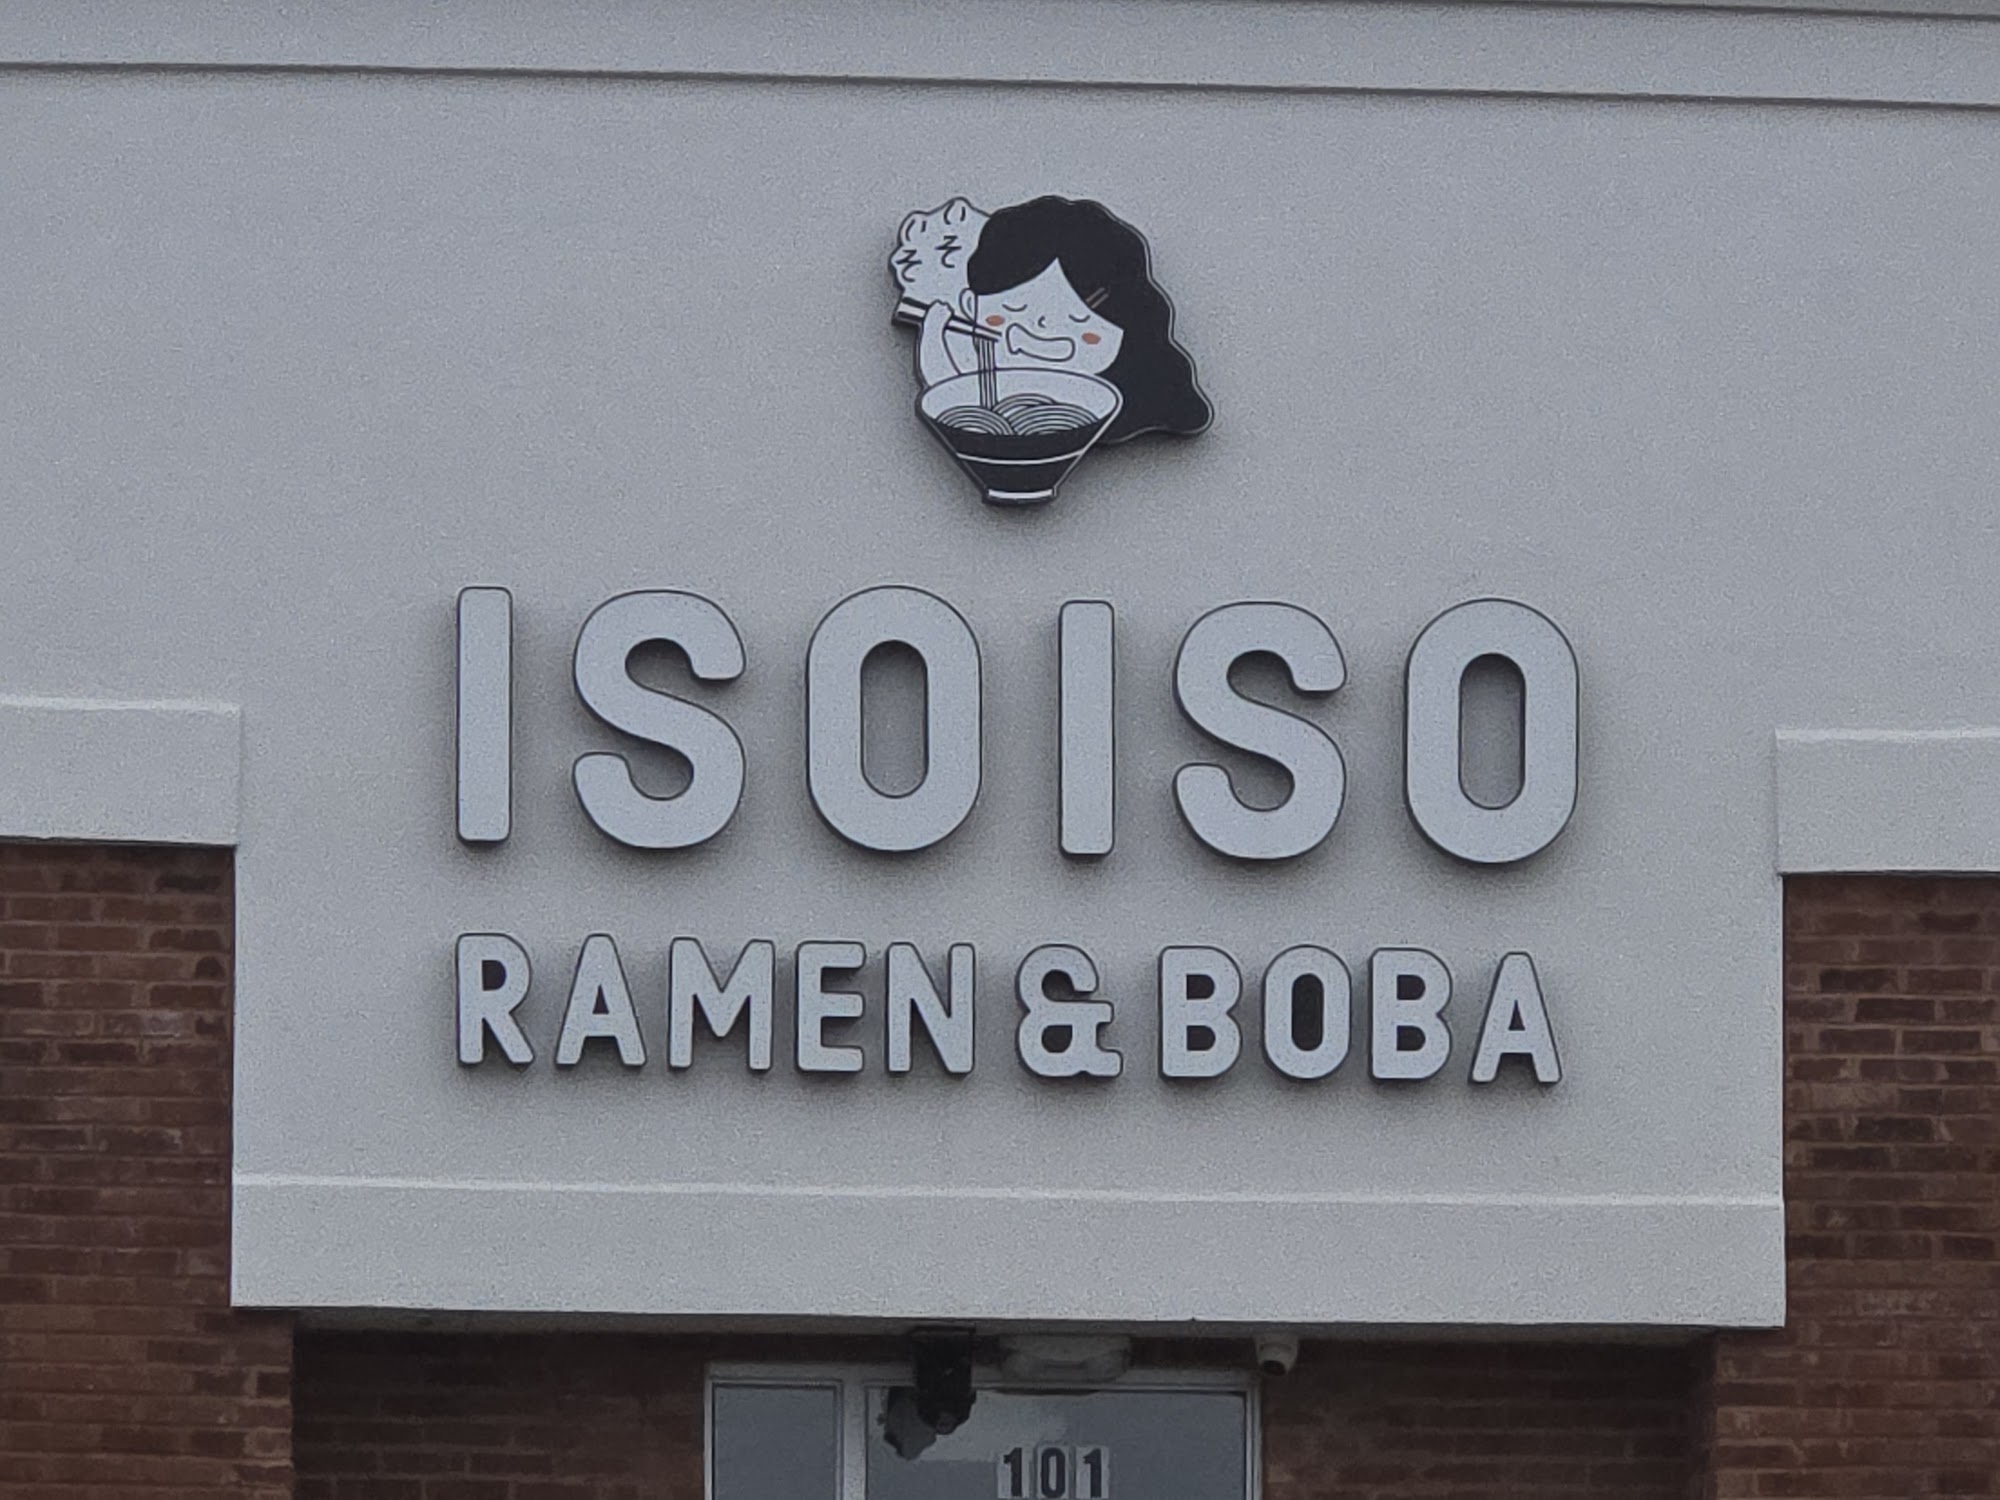 そ
そ
ISOISO
RAMEN & BOBA
101